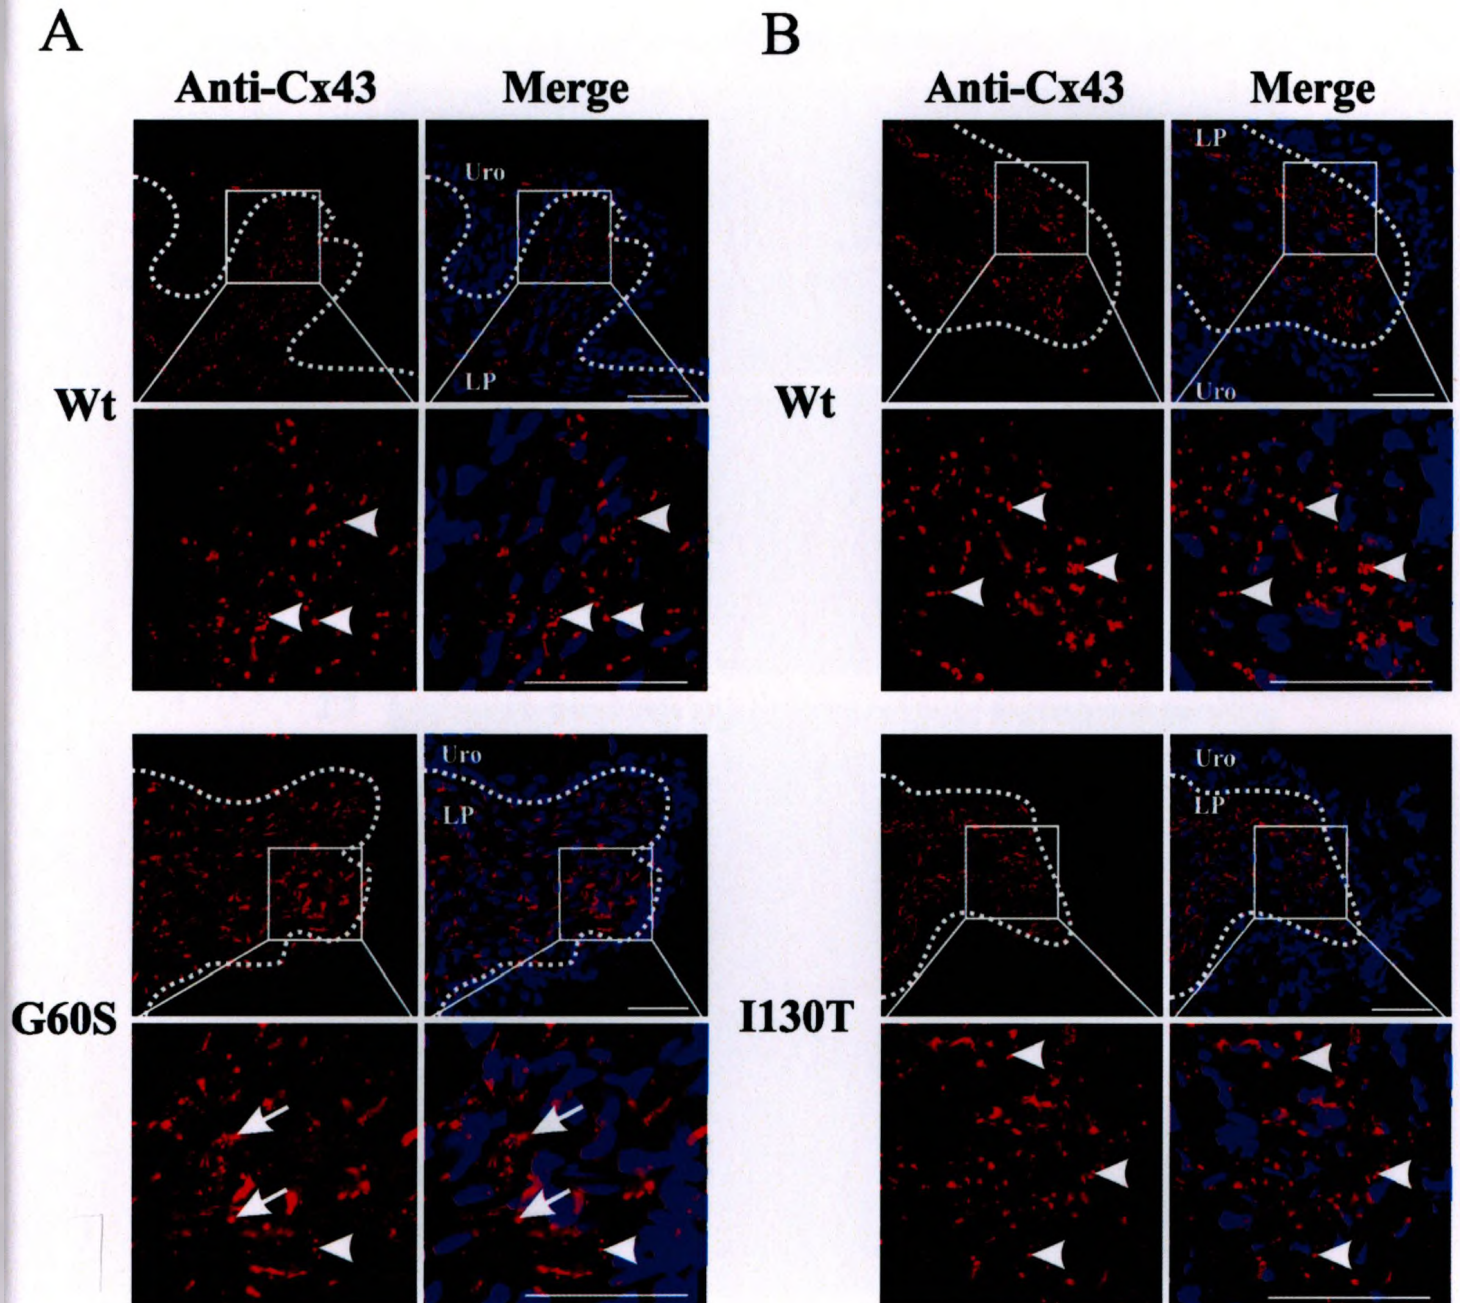 A B
Anti-Cx43 Merge Anti-Cx43 Merge
Uro LP
LP Uro
Wt Wt
Uro Uro
LP LP
G60S I130T